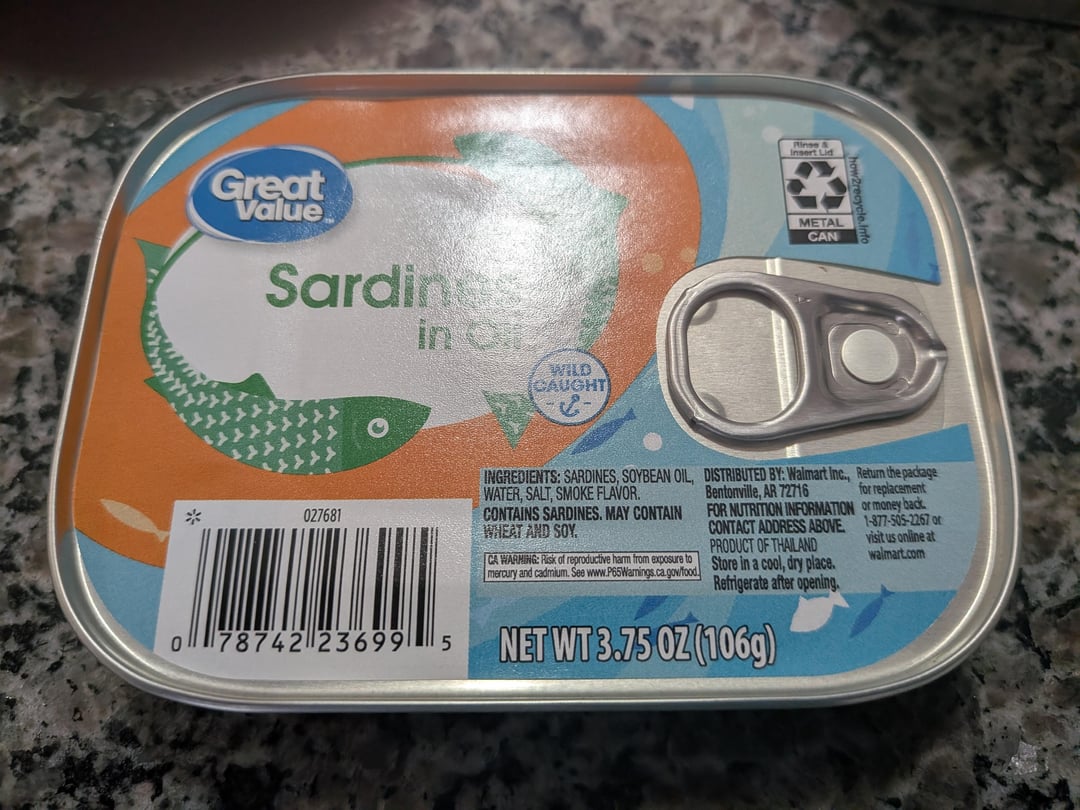 Great
Value™
Sardines
in Oil
WILD
CAUGHT
Rinse &
Insert Lid
METAL
CAN
how2recycle.info
INGREDIENTS: SARDINES, SOYBEAN OIL,
WATER, SALT, SMOKE FLAVOR.
CONTAINS SARDINES. MAY CONTAIN
WHEAT AND SOY.
CA WARNING: Risk of reproductive harm from exposure to
mercury and cadmium. See www.P65Warnings.ca.gov/food.
DISTRIBUTED BY: Walmart Inc.,
Bentonville, AR 72716
FOR NUTRITION INFORMATION
CONTACT ADDRESS ABOVE.
PRODUCT OF THAILAND
Store in a cool, dry place.
Refrigerate after opening.
Return the package
for replacement
or money back.
1-877-505-2267 or
visit us online at
walmart.com
027681
0 78742 23699 5
NET WT 3.75 OZ (106g)